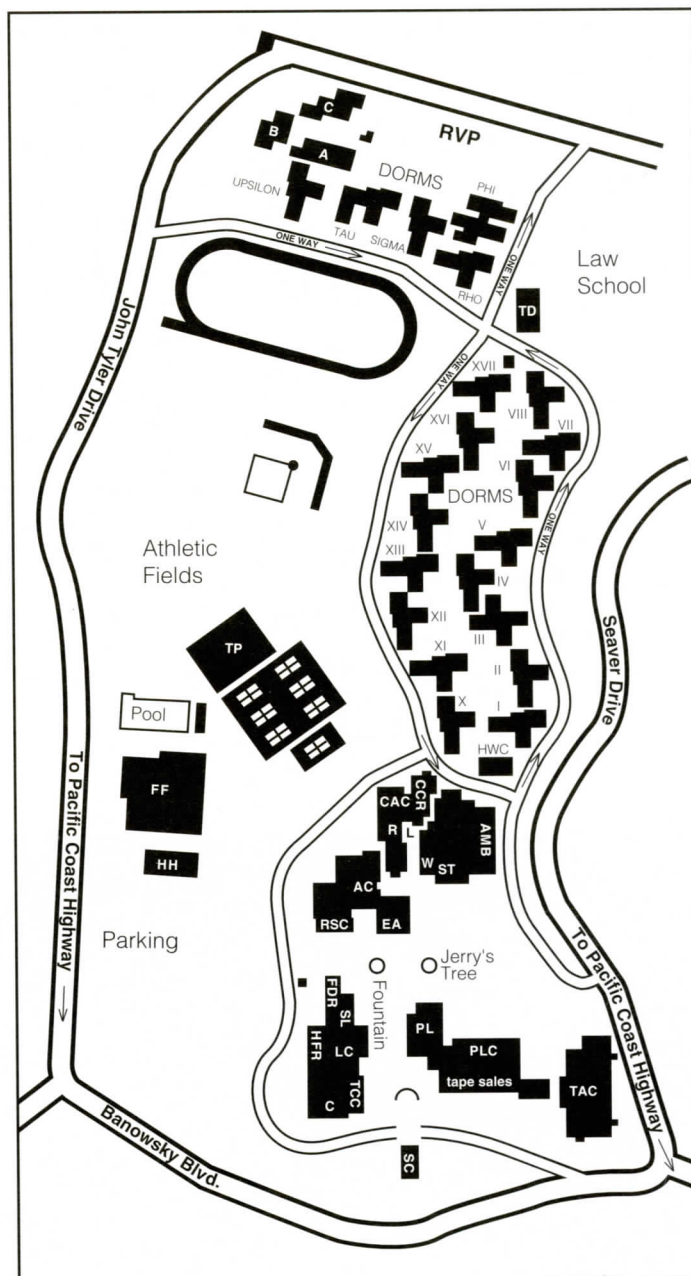 C
B
RVP
A
DORMS
UPSILON
PHI
TAU
SIGMA
ONE WAY
RHO
ONE WAY
Law
School
TD
John Tyler Drive
ONE WAY
XVII
XVI
VIII
VII
XV
VI
DORMS
XIV
V
ONE WAY
XIII
IV
Athletic
Fields
XII
III
Seaver Drive
TP
XI
II
Pool
X
I
HWC
To Pacific Coast Highway
FF
CCR
CAC
R
L
AMB
W
ST
HH
AC
RSC
EA
Parking
Jerry's
Tree
Fountain
To Pacific Coast Highway
FDR
SL
HFR
LC
PL
PLC
tape sales
TAC
TCC
C
Banowsky Blvd.
SC